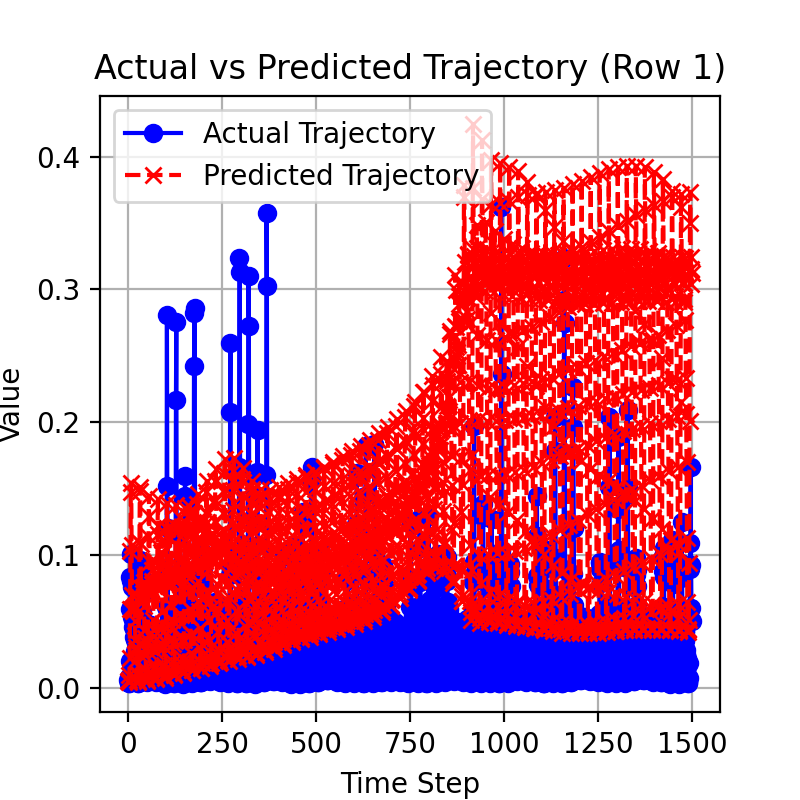 Actual vs Predicted Trajectory (Row 1)
Actual Trajectory
Predicted Trajectory
0.4
0.3
0.2
0.1
0.0
Value
0 250 500 750 1000 1250 1500
Time Step